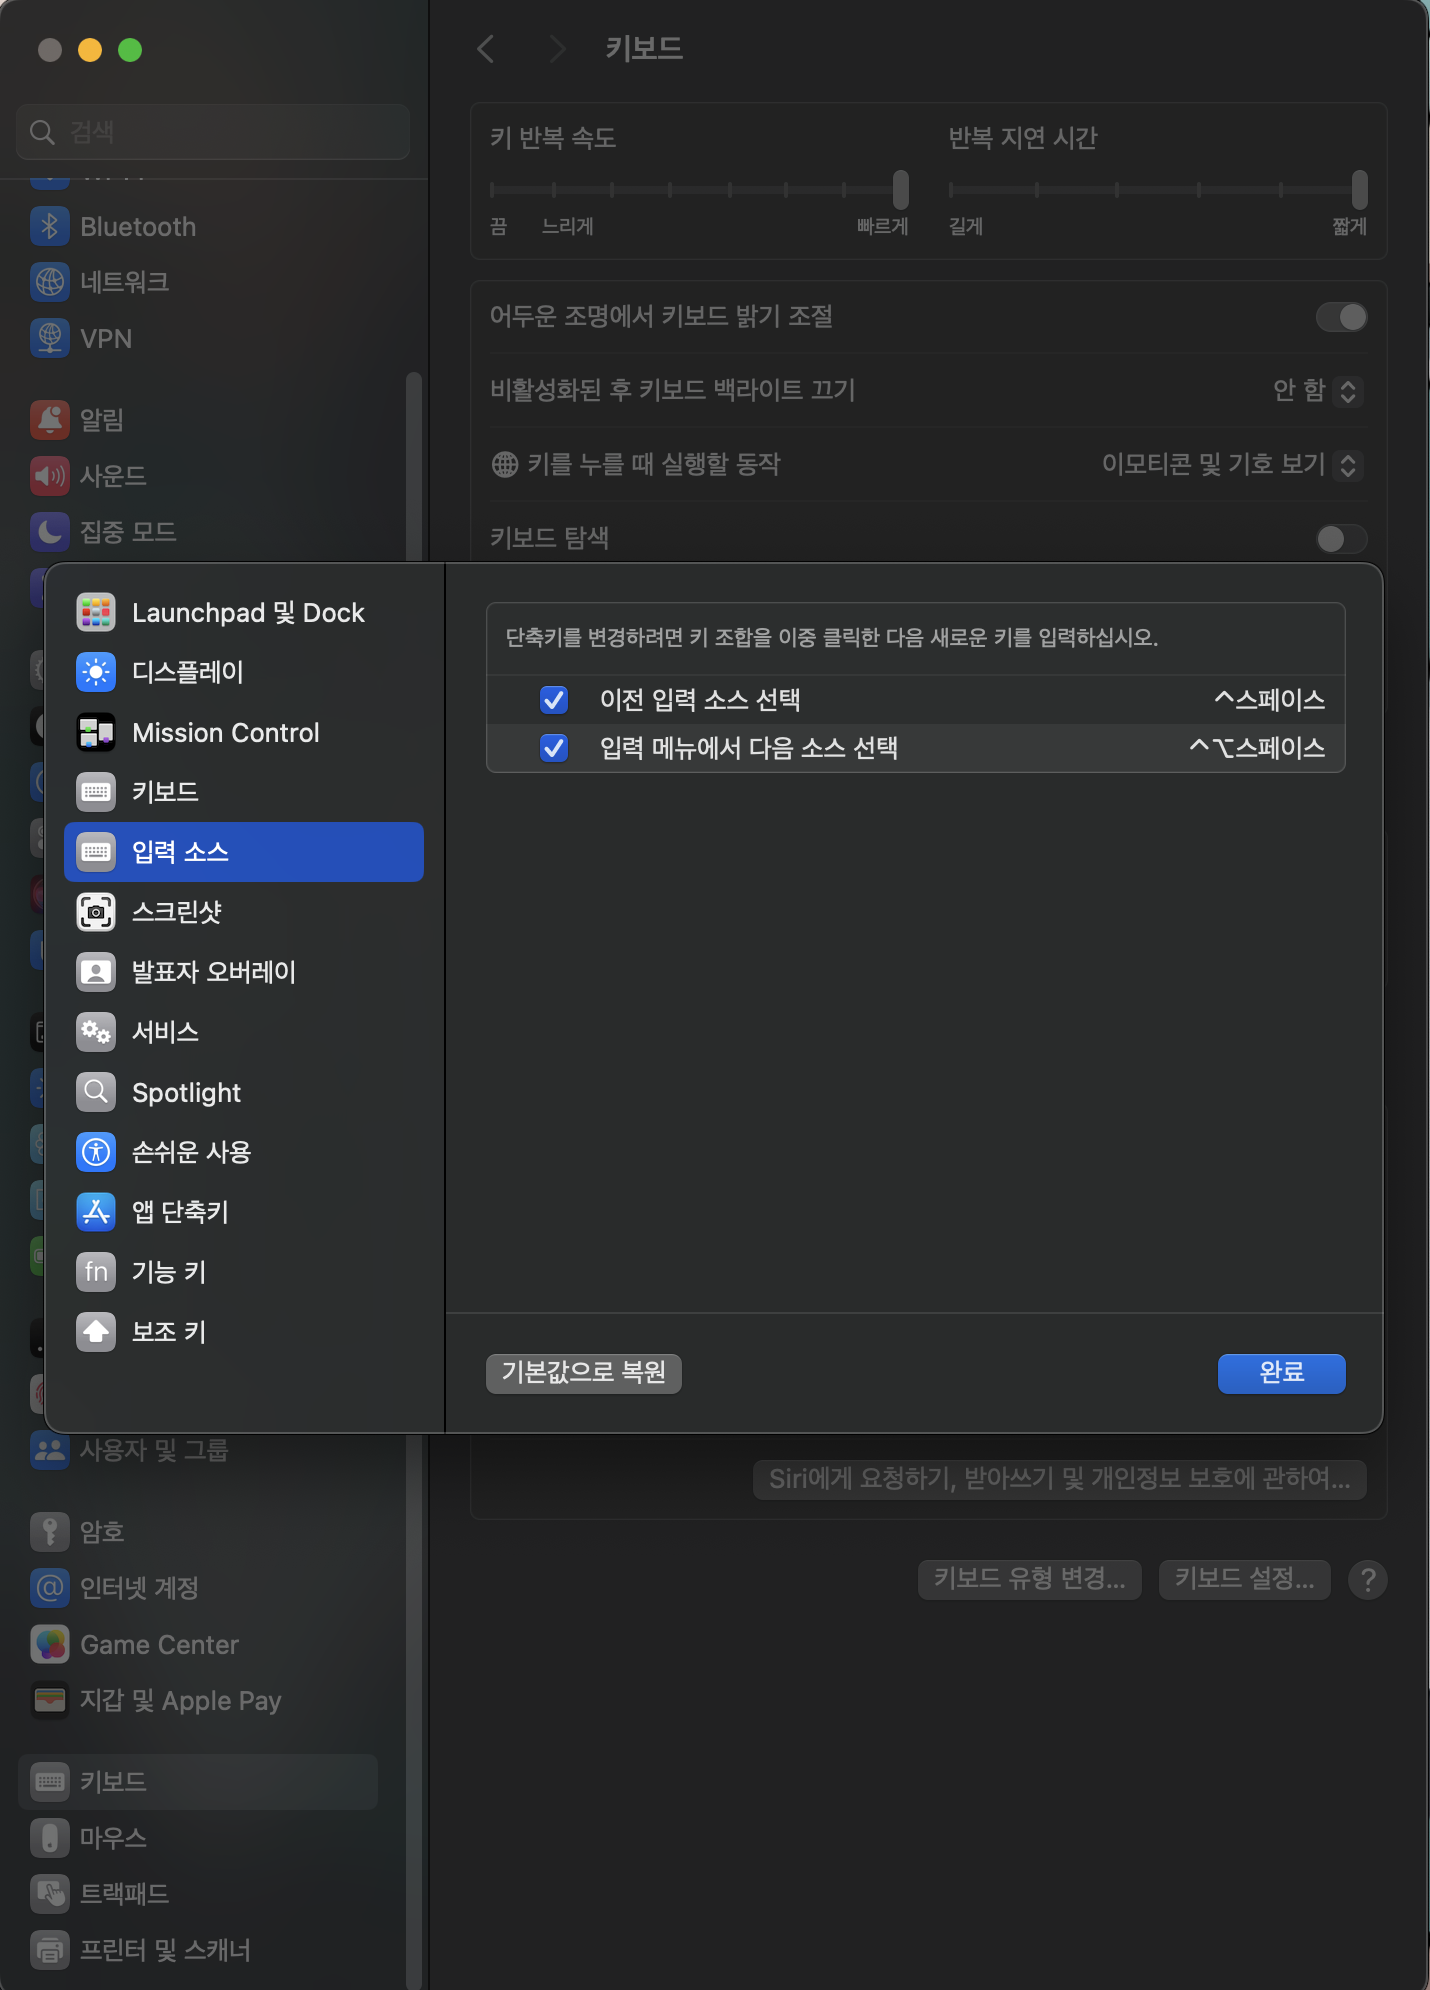 키보드
검색
Bluetooth
네트워크
VPN
알림
사운드
집중 모드
키 반복 속도
반복 지연 시간
끔 느리게 빠르게
길게 짧게
어두운 조명에서 키보드 밝기 조절
비활성화된 후 키보드 백라이트 끄기 안 함
키를 누를 때 실행할 동작 이모티콘 및 기호 보기
키보드 탐색
Launchpad 및 Dock
디스플레이
Mission Control
키보드
입력 소스
스크린샷
발표자 오버레이
서비스
Spotlight
손쉬운 사용
앱 단축키
fn 기능 키
보조 키
단축키를 변경하려면 키 조합을 이중 클릭한 다음 새로운 키를 입력하십시오.
이전 입력 소스 선택 ^스페이스
입력 메뉴에서 다음 소스 선택 ^⌥스페이스
기본값으로 복원
완료
사용자 및 그룹
암호
@ 인터넷 계정
Game Center
지갑 및 Apple Pay
키보드
마우스
트랙패드
프린터 및 스캐너
Siri에게 요청하기, 받아쓰기 및 개인정보 보호에 관하여...
키보드 유형 변경... 키보드 설정... ?